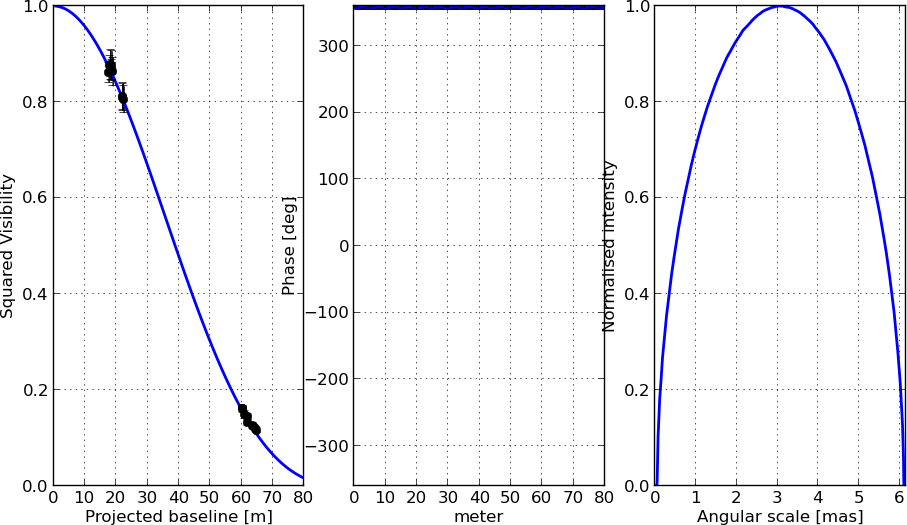 1.0
0.8
0.6
0.4
0.2
0.0
Squared Visibility
0 10 20 30 40 50 60 70 80
Projected baseline [m]
300
200
100
0
−100
−200
−300
Phase [deg]
0 10 20 30 40 50 60 70 80
meter
1.0
0.8
0.6
0.4
0.2
0.0
Normalised intensity
0 1 2 3 4 5 6
Angular scale [mas]